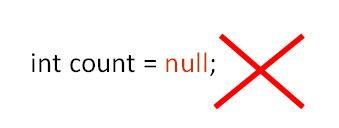 int count = null;